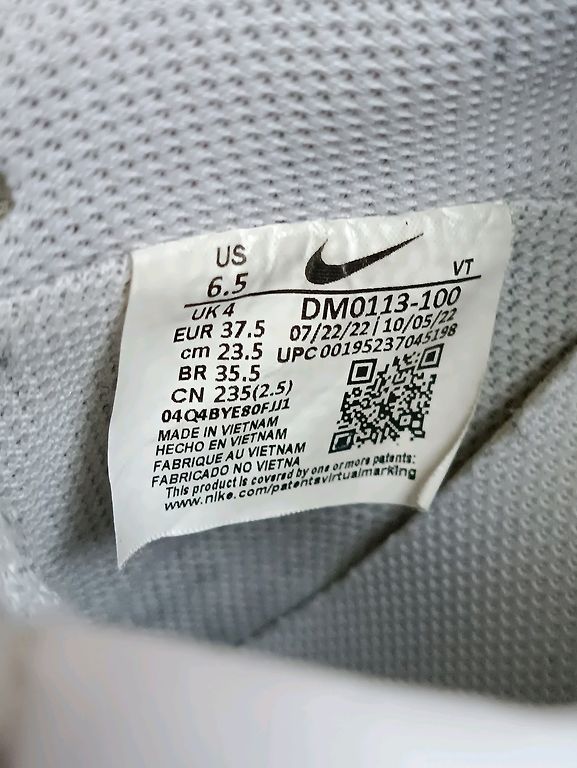 US
6.5
UK 4
EUR 37.5
cm 23.5
BR 35.5
CN 235(2.5)
04Q4BYE80FJJ1
MADE IN VIETNAM
HECHO EN VIETNAM
FABRIQUE AU VIETNAM
FABRICADO NO VIETNA
This product is covered by one or more patents:
www.nike.com/patentsvirtualmarking
VT
DM0113-100
07/22/22 | 10/05/22
UPC 00195237045198